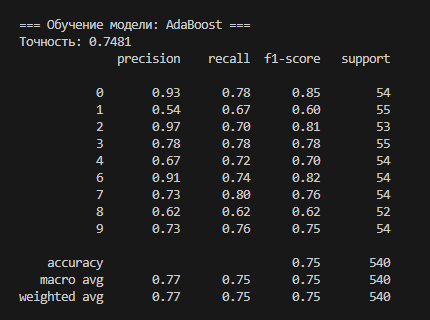 === Обучение модели: AdaBoost ===
Точность: 0.7481
precision recall f1-score support
0 0.93 0.78 0.85 54
1 0.54 0.67 0.60 55
2 0.97 0.70 0.81 53
3 0.78 0.78 0.78 55
4 0.67 0.72 0.70 54
6 0.91 0.74 0.82 54
7 0.73 0.80 0.76 54
8 0.62 0.62 0.62 52
9 0.73 0.76 0.75 54
accuracy 0.75 540
macro avg 0.77 0.75 0.75 540
weighted avg 0.77 0.75 0.75 540